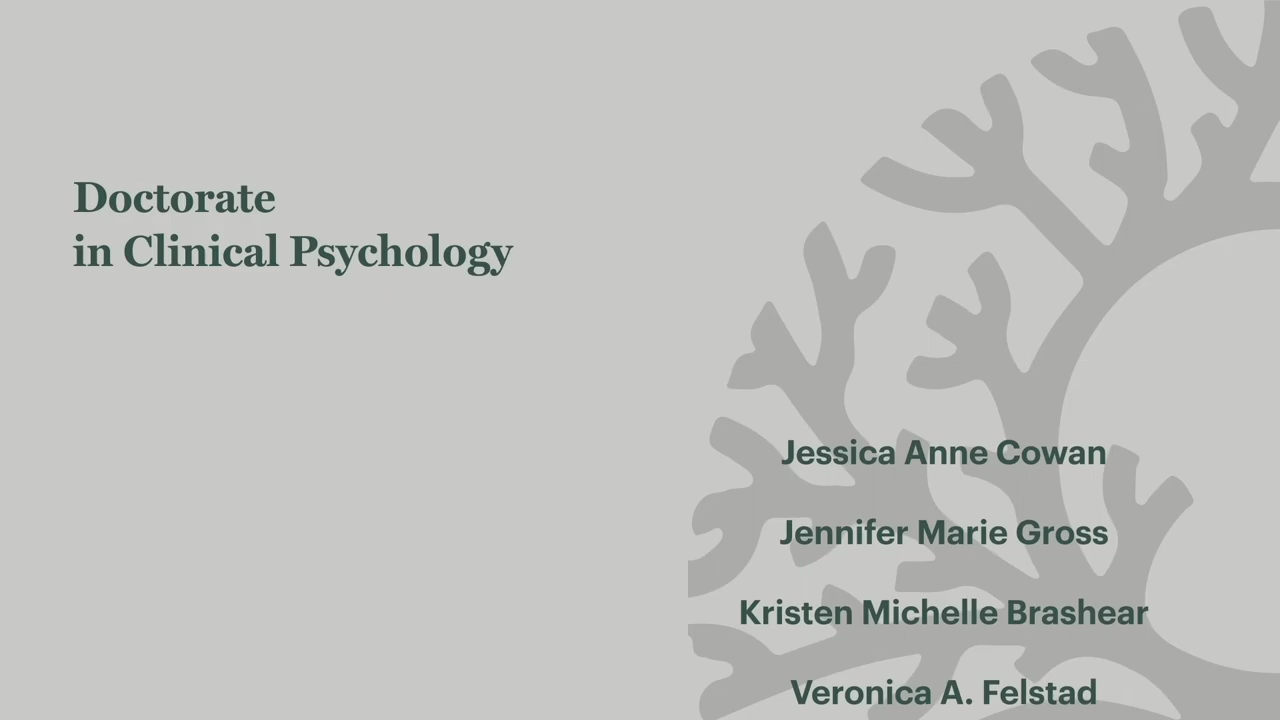 Doctorate
in Clinical Psychology
Jessica Anne Cowan
Jennifer Marie Gross
Kristen Michelle Brashear
Veronica A. Felstad